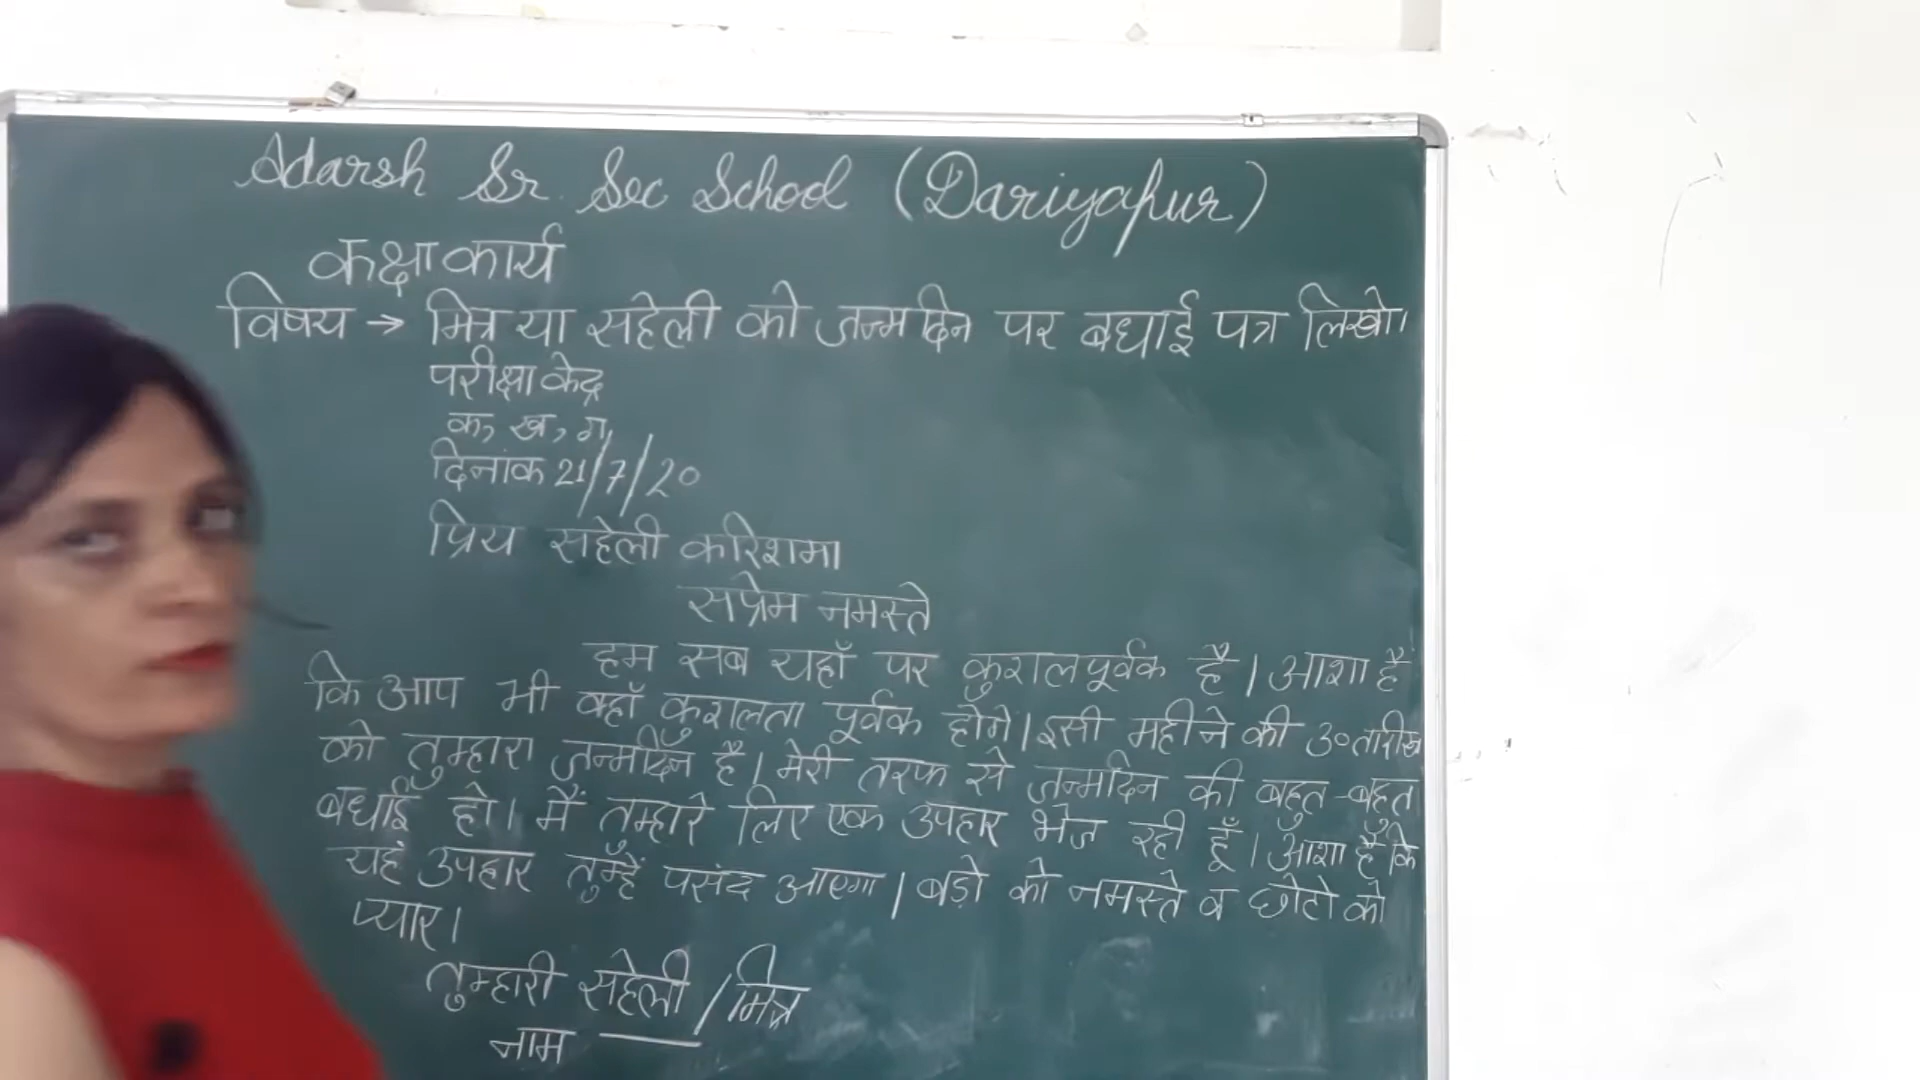 Adarsh Sr. Sec School (Dariyapur)
कक्षा कार्य
विषय → मित्र या सहेली को जन्मदिन पर बधाई पत्र लिखो।
परीक्षा केद्र
क, ख, ग,
दिनांक 21/7/20
प्रिय सहेली करिशमा
सप्रेम नमस्ते
हम सब यहाँ पर कुशलपूर्वक है। आशा है
कि आप भी वहाँ कुशलता पूर्वक होगे। इसी महीने की 30 तारीख
को तुम्हारा जन्मदिन है। मेरी तरफ से जन्मदिन की बहुत-बहुत
बधाई हो। मैं तुम्हारे लिए एक उपहार भेज रही हूँ। आशा है कि
यह उपहार तुम्हें पसंद आएगा। बड़ो को नमस्ते व छोटो को
प्यार।
तुम्हारी सहेली / मित्र
नाम ——